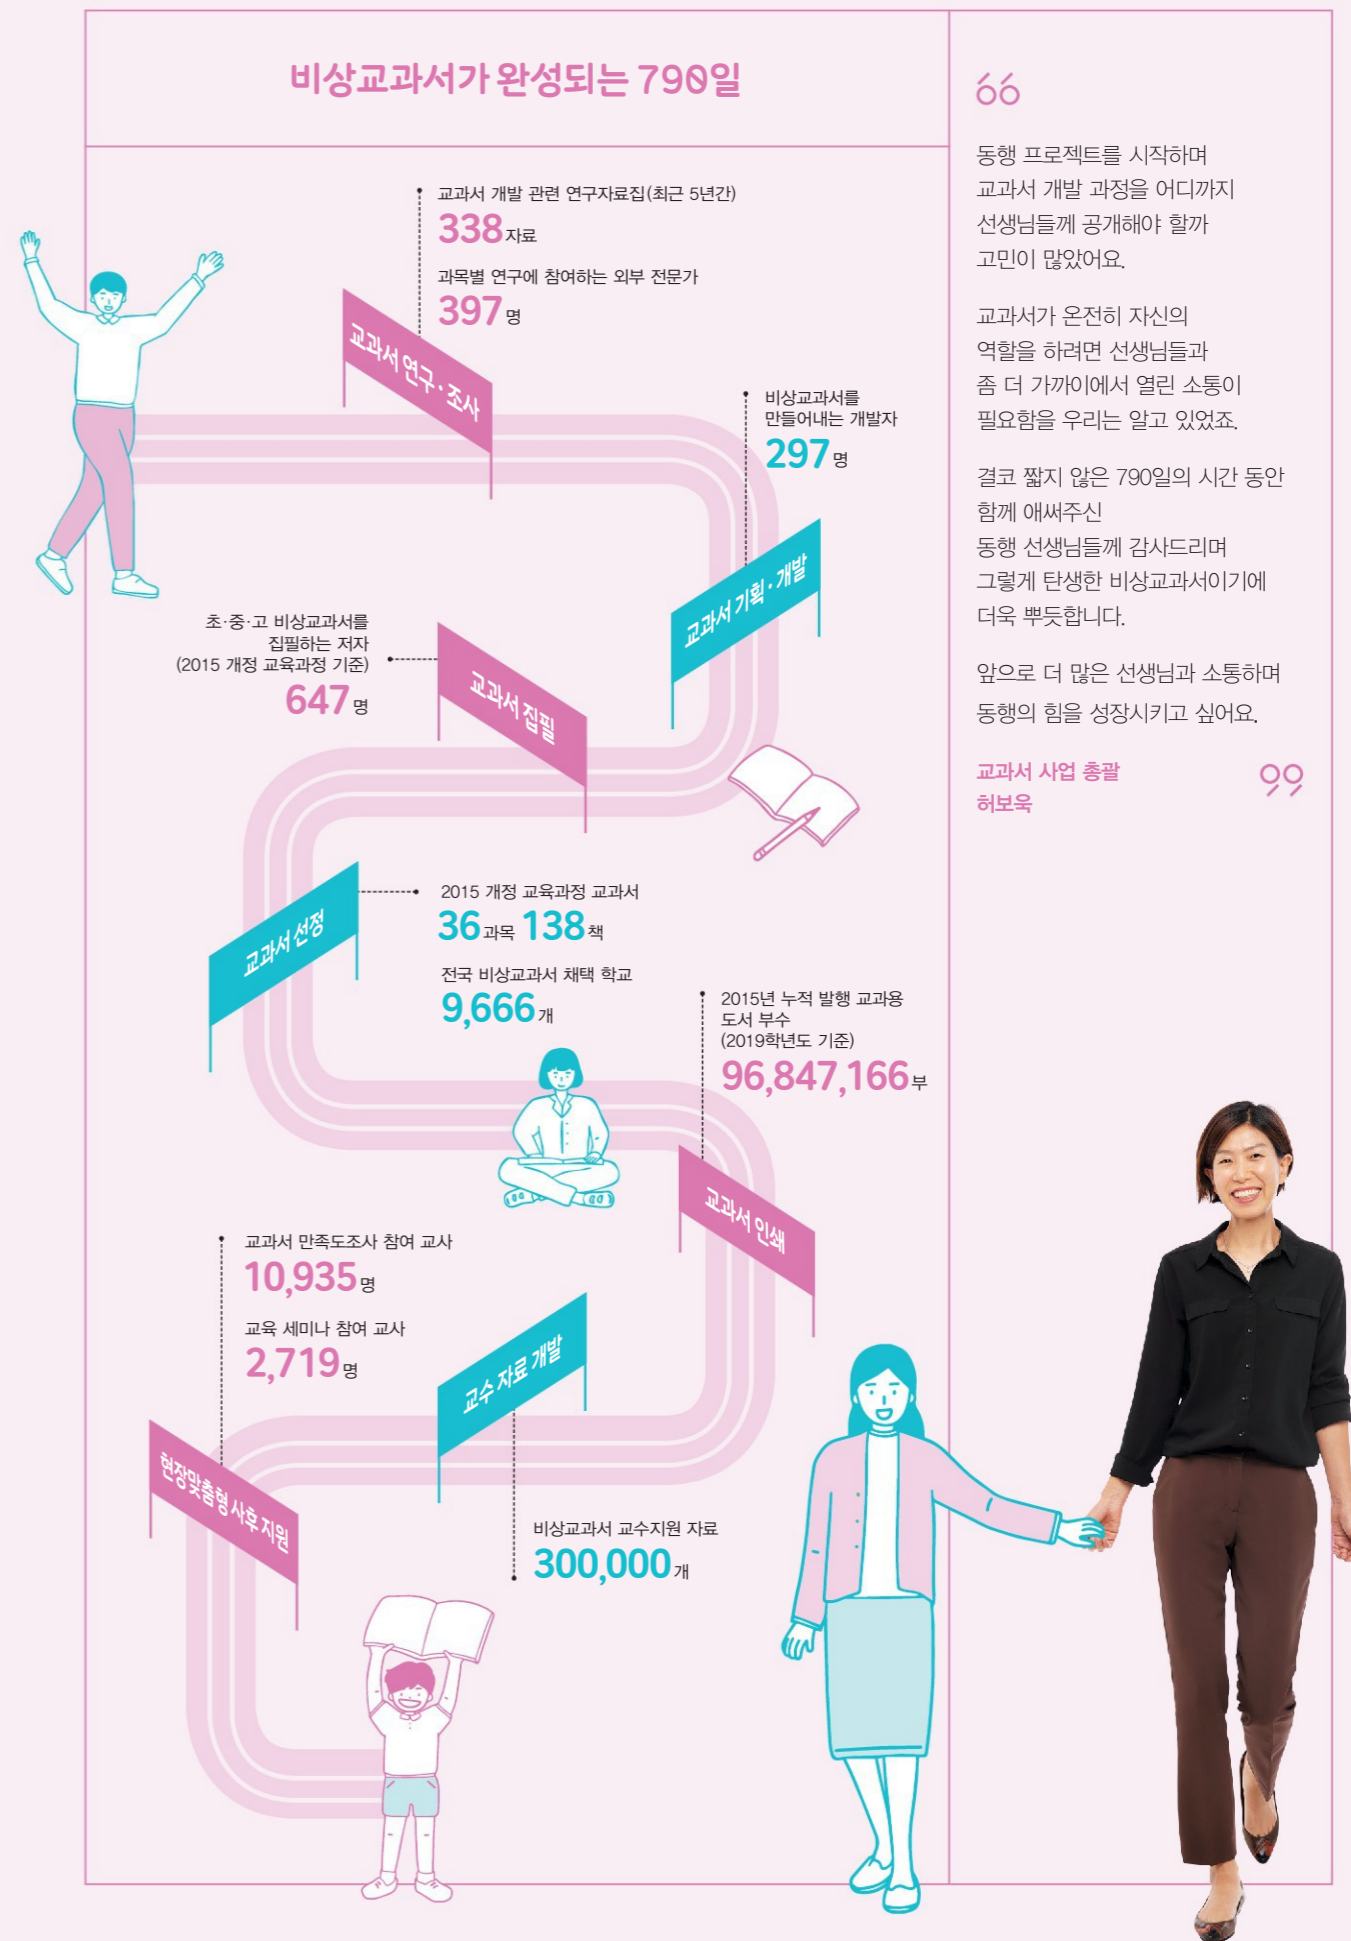 비상교과서가 완성되는 790일
교과서 개발 관련 연구자료집(최근 5년간)
338자료
과목별 연구에 참여하는 외부 전문가
397명
교과서 연구·조사
비상교과서를
만들어내는 개발자
297명
교과서 기획·개발
초·중·고 비상교과서를
집필하는 저자
(2015 개정 교육과정 기준)
647명
교과서 집필
교과서 선정
2015 개정 교육과정 교과서
36과목 138책
전국 비상교과서 채택 학교
9,666개
2015년 누적 발행 교과용
도서 부수
(2019학년도 기준)
96,847,166부
교과서 인쇄
교과서 만족도조사 참여 교사
10,935명
교육 세미나 참여 교사
2,719명
교수 자료 개발
현장맞춤형 사후 지원
비상교과서 교수지원 자료
300,000개
동행 프로젝트를 시작하며
교과서 개발 과정을 어디까지
선생님들께 공개해야 할까
고민이 많았어요.
교과서가 온전히 자신의
역할을 하려면 선생님들과
좀 더 가까이에서 열린 소통이
필요함을 우리는 알고 있었죠.
결코 짧지 않은 790일의 시간 동안
함께 애써주신
동행 선생님들께 감사드리며
그렇게 탄생한 비상교과서이기에
더욱 뿌듯합니다.
앞으로 더 많은 선생님과 소통하며
동행의 힘을 성장시키고 싶어요.
교과서 사업 총괄
허보욱